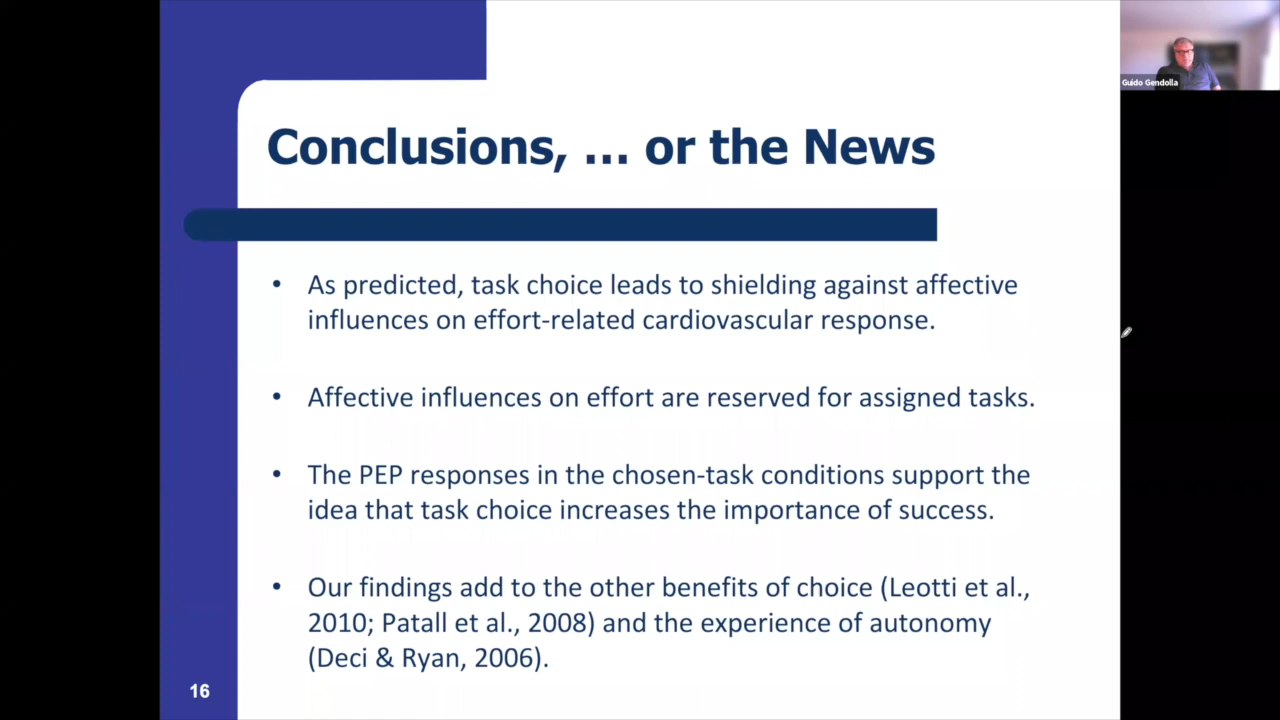 Conclusions, ... or the News
• As predicted, task choice leads to shielding against affective
influences on effort-related cardiovascular response.
• Affective influences on effort are reserved for assigned tasks.
• The PEP responses in the chosen-task conditions support the
idea that task choice increases the importance of success.
• Our findings add to the other benefits of choice (Leotti et al.,
2010; Patall et al., 2008) and the experience of autonomy
(Deci & Ryan, 2006).
16
Guido Gendolla